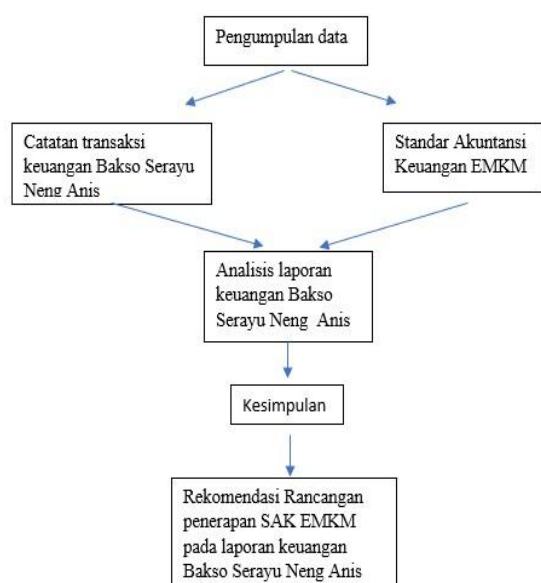 Pengumpulan data
Catatan transaksi
keuangan Bakso Serayu
Neng Anis
Standar Akuntansi
Keuangan EMKM
Analisis laporan
keuangan Bakso
Serayu Neng Anis
Kesimpulan
Rekomendasi Rancangan
penerapan SAK EMKM
pada laporan keuangan
Bakso Serayu Neng Anis